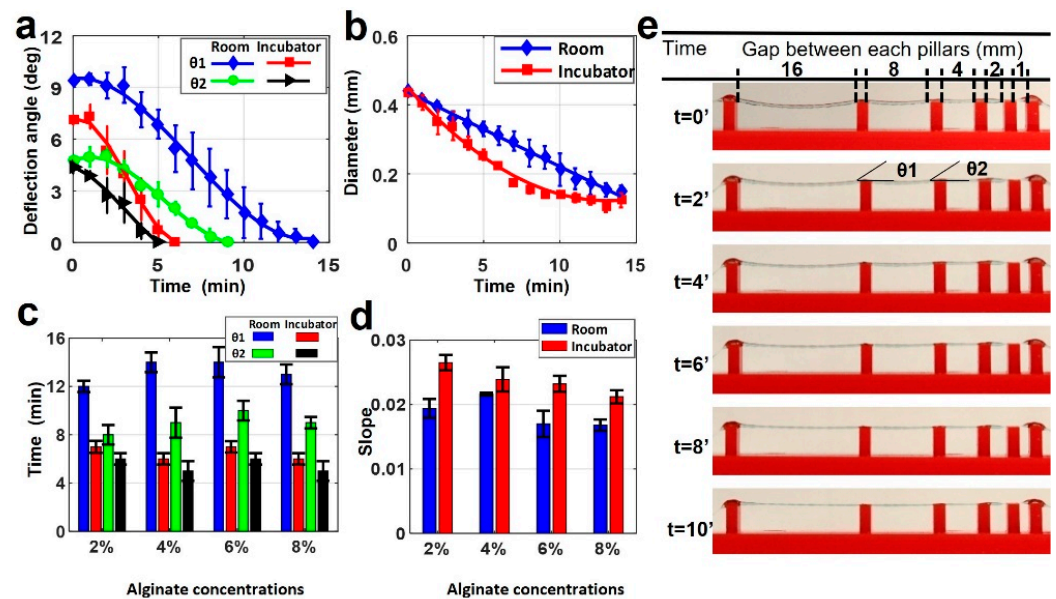 a
Deflection angle (deg)
12
9
6
3
0
0 5 10 15
Time (min)
Room Incubator
θ1
θ2
b
Diameter (mm)
0.6
0.4
0.2
0
0 5 10 15
Time (min)
Room
Incubator
c
Time (min)
16
12
8
4
0
Room Incubator
θ1
θ2
2% 4% 6% 8%
Alginate concentrations
d
Slope
0.03
0.02
0.01
0
Room
Incubator
2% 4% 6% 8%
Alginate concentrations
e
Time Gap between each pillars (mm)
16 8 4 2 1
t=0’
t=2’
θ1 θ2
t=4’
t=6’
t=8’
t=10’